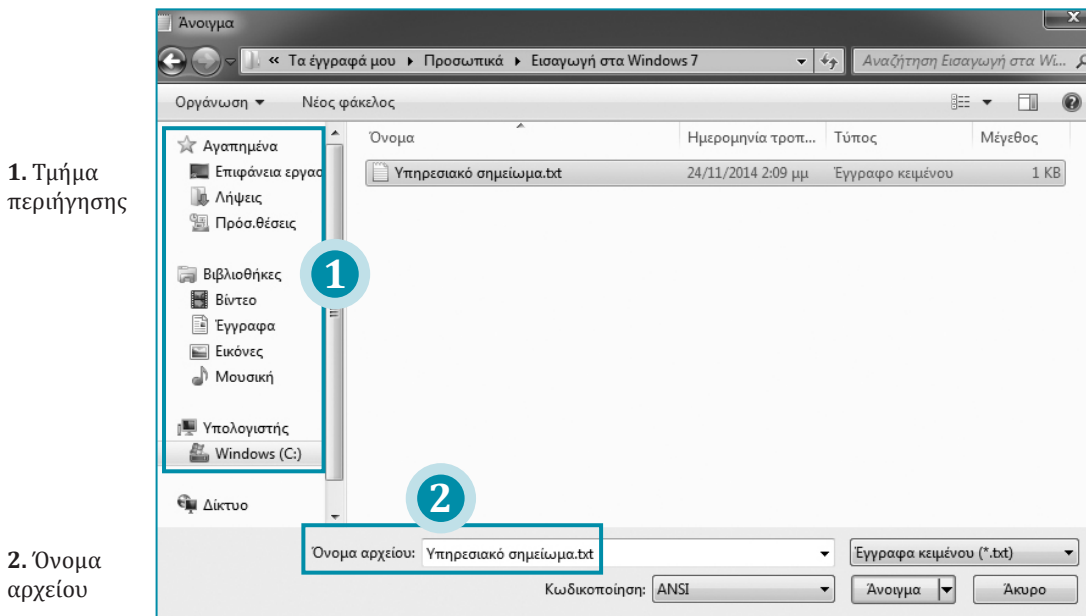 Άνοιγμα
« Τα έγγραφά μου ▸ Προσωπικά ▸ Εισαγωγή στα Windows 7
Αναζήτηση Εισαγωγή στα Wi...
Οργάνωση ▾ Νέος φάκελος
1. Τμήμα
περιήγησης
Αγαπημένα
Επιφάνεια εργασ
Λήψεις
Πρόσ.θέσεις
Βιβλιοθήκες
Βίντεο
Έγγραφα
Εικόνες
Μουσική
Υπολογιστής
Windows (C:)
Δίκτυο
1
Όνομα Ημερομηνία τροπ... Τύπος Μέγεθος
Υπηρεσιακό σημείωμα.txt 24/11/2014 2:09 μμ Έγγραφο κειμένου 1 KB
2
2. Όνομα
αρχείου
Όνομα αρχείου: Υπηρεσιακό σημείωμα.txt Έγγραφα κειμένου (*.txt)
Κωδικοποίηση: ANSI Άνοιγμα Άκυρο